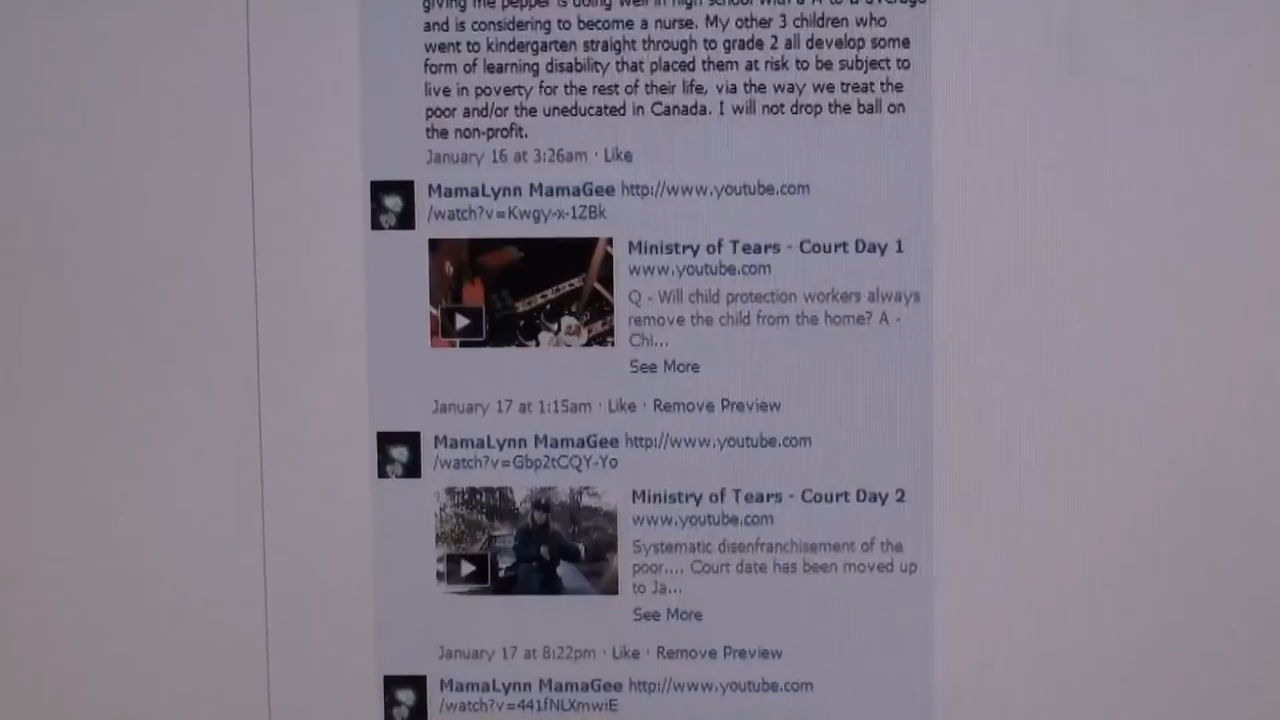 giving me pepper is doing well in high school with a A to B average
and is considering to become a nurse. My other 3 children who
went to kindergarten straight through to grade 2 all develop some
form of learning disability that placed them at risk to be subject to
live in poverty for the rest of their life, via the way we treat the
poor and/or the uneducated in Canada. I will not drop the ball on
the non-profit.
January 16 at 3:26am · Like
MamaLynn MamaGee http://www.youtube.com
/watch?v=Kwgy-x-1ZBk
Ministry of Tears - Court Day 1
www.youtube.com
Q - Will child protection workers always
remove the child from the home? A -
Chi...
See More
January 17 at 1:15am · Like · Remove Preview
MamaLynn MamaGee http://www.youtube.com
/watch?v=Gbp2tCQY-Yo
Ministry of Tears - Court Day 2
www.youtube.com
Systematic disenfranchisement of the
poor.... Court date has been moved up
to Ja...
See More
January 17 at 8:22pm · Like · Remove Preview
MamaLynn MamaGee http://www.youtube.com
/watch?v=441fNLXmwiE